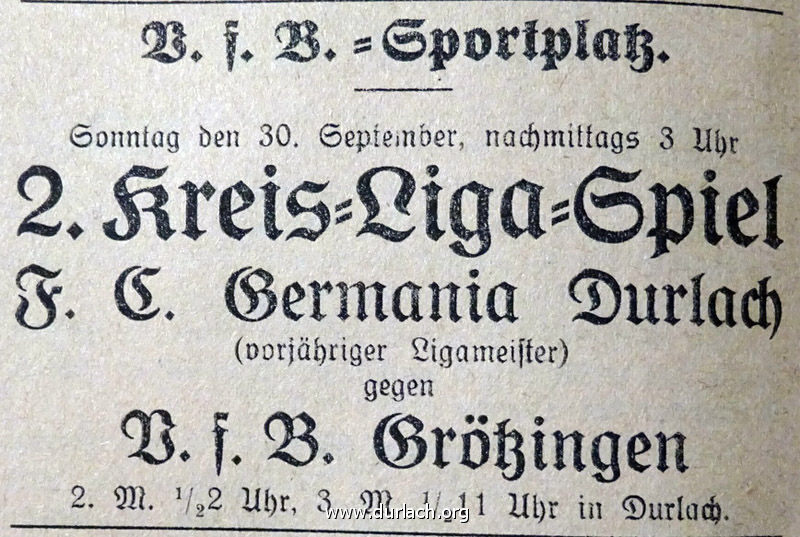 V. f. B.-Sportplatz.
Sonntag den 30. September, nachmittags 3 Uhr
2. Kreis-Liga-Spiel
F. C. Germania Durlach
(vorjähriger Ligameister)
gegen
V. f. B. Grötzingen
2. M. ½2 Uhr, 3 M. ½11 Uhr in Durlach.
www.durlach.org